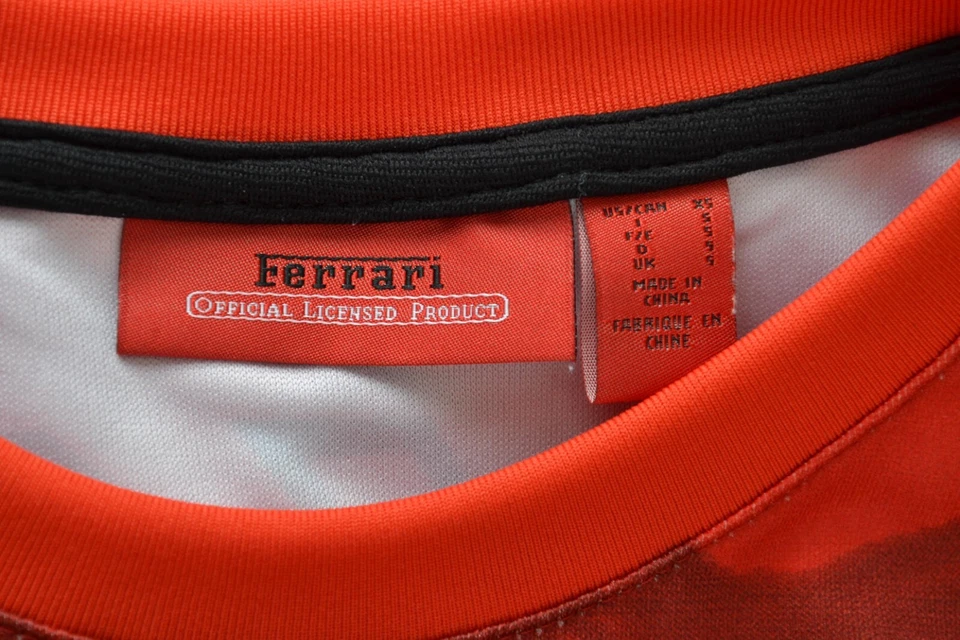 Ferrari
OFFICIAL LICENSED PRODUCT
US/CAN XS
I S
F/E S
D S
UK S
MADE IN
CHINA
FABRIQUE EN
CHINE